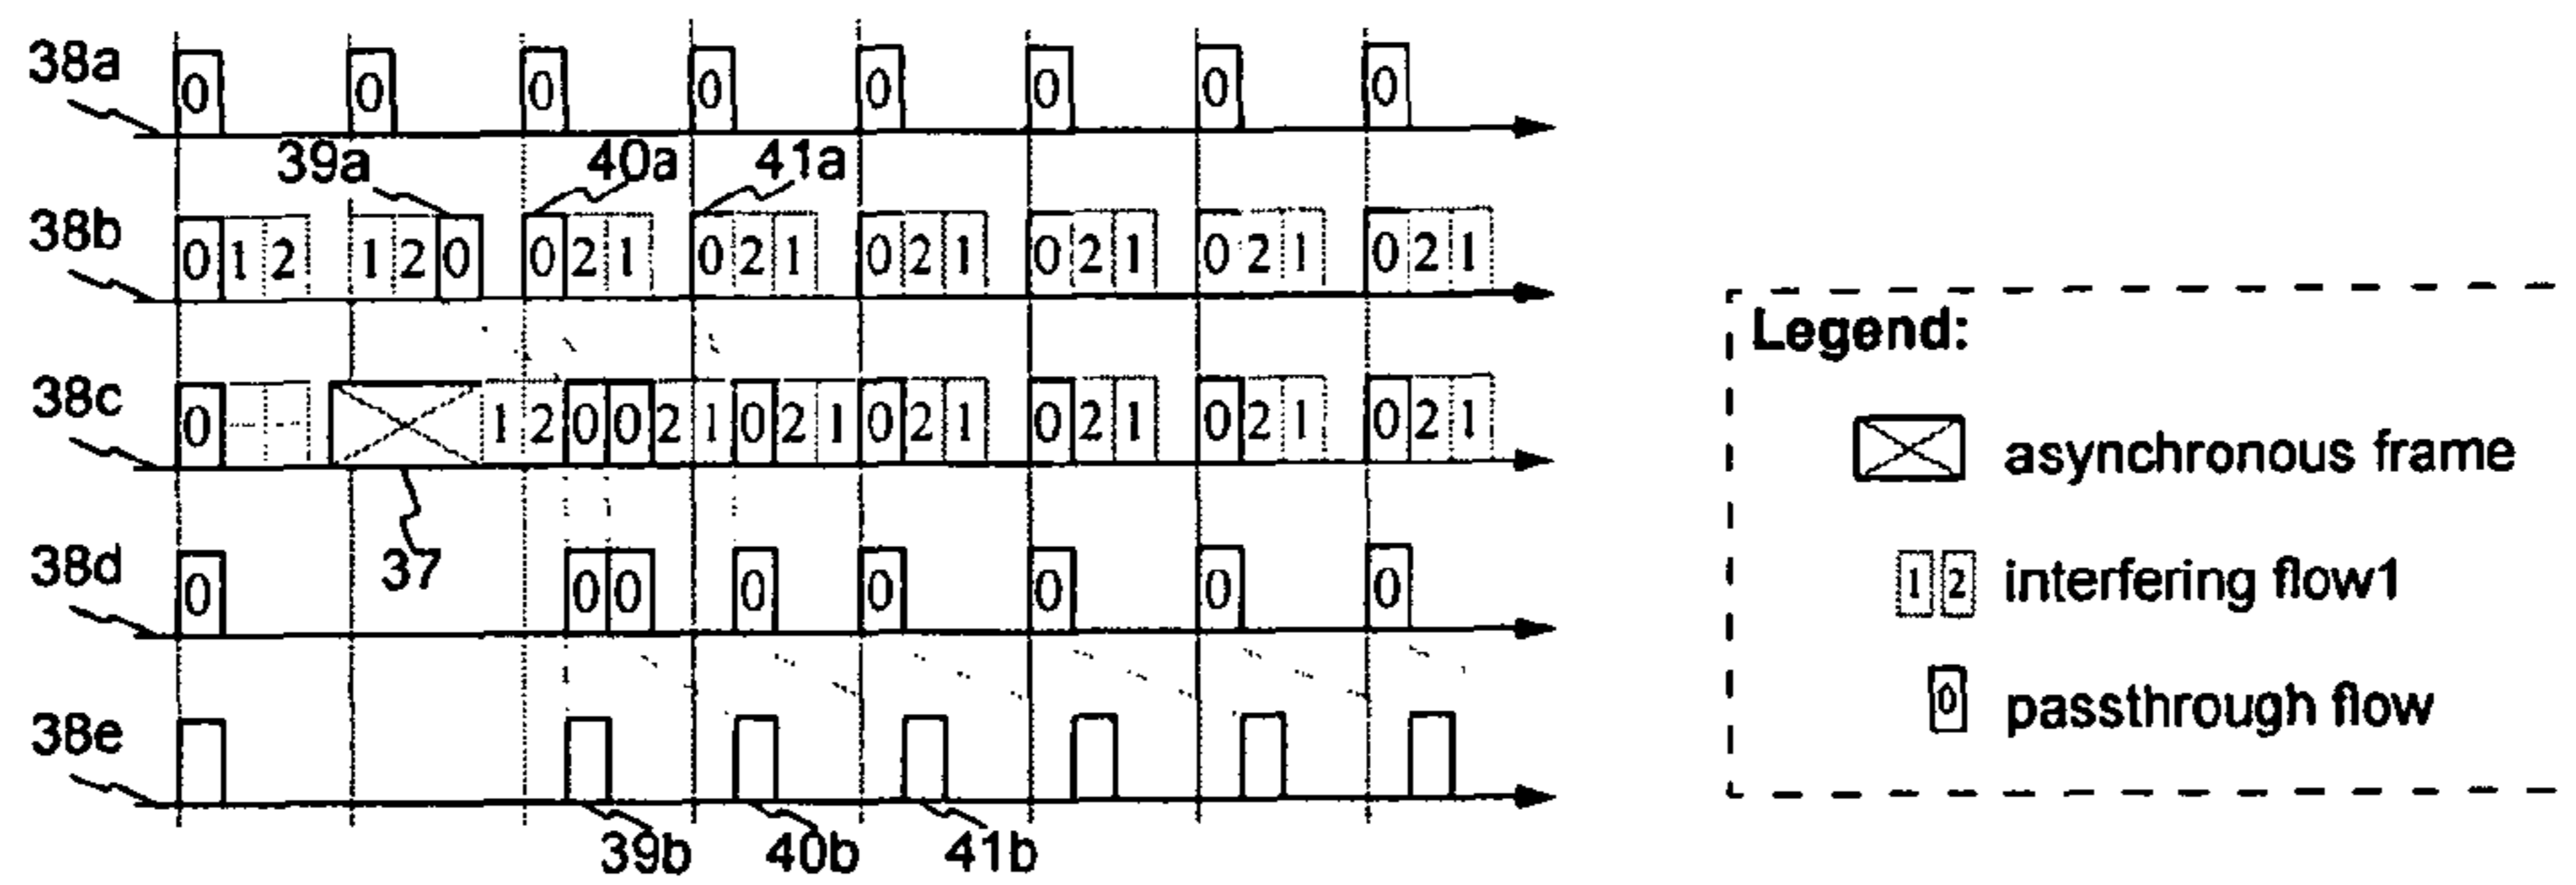 38a 0 0 0 0 0 0 0 0
39a 40a 41a
38b 0 1 2 1 2 0 0 2 1 0 2 1 0 2 1 0 2 1 0 2 1 0 2 1
38c 0 1 2 0 0 2 1 0 2 1 0 2 1 0 2 1 0 2 1 0 2 1
37
38d 0 0 0 0 0 0 0 0
38e
39b 40b 41b
Legend:
asynchronous frame
1 2 interfering flow1
0 passthrough flow